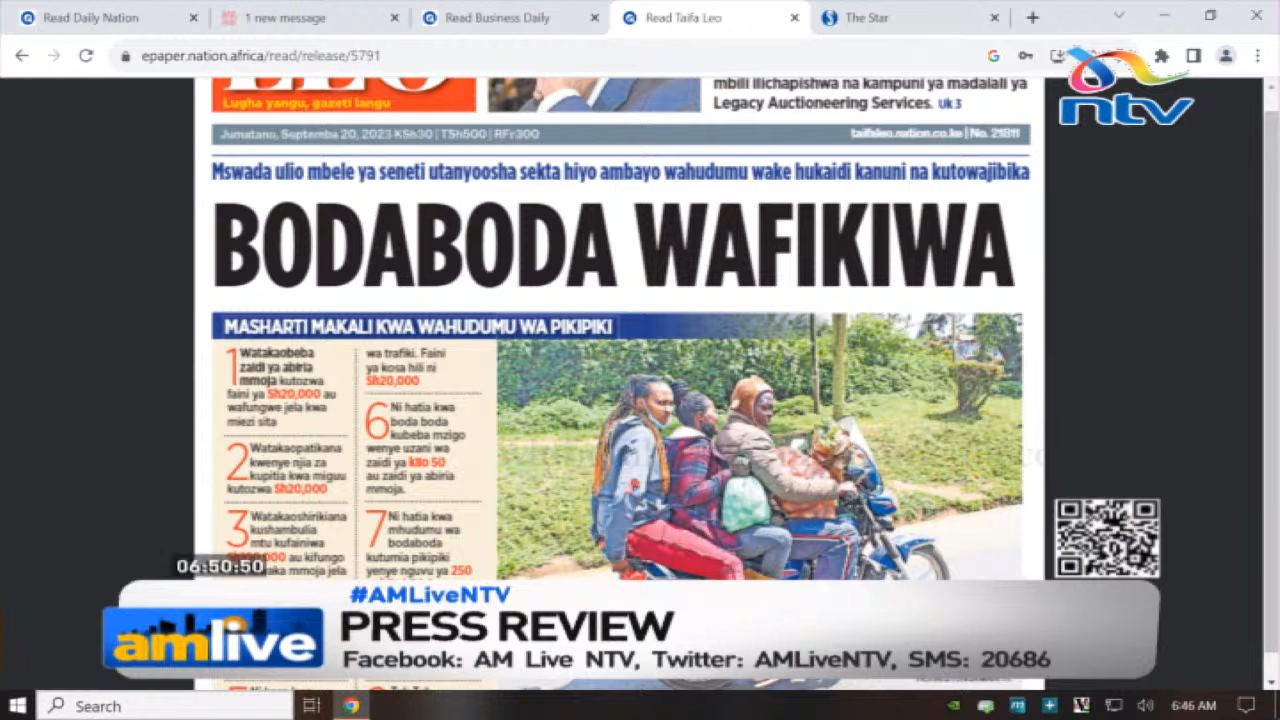 Read Daily Nation
1 new message
Read Business Daily
Read Taifa Leo
The Star
epaper.nation.africa/read/release/5791
ntv
LEO
Lugha yangu, gazeti langu
mbili ilichapishwa na kampuni ya madalali ya
Legacy Auctioneering Services. Uk 3
Jumatano, Septemba 20, 2023 KSh30 | TSh500 | RFr300
taifaleo.nation.co.ke | No. 21811
Mswada ulio mbele ya seneti utanyoosha sekta hiyo ambayo wahudumu wake hukaidi kanuni na kutowajibika
BODABODA WAFIKIWA
MASHARTI MAKALI KWA WAHUDUMU WA PIKIPIKI
1 Watakaobeba
zaidi ya abiria
mmoja kutozwa
faini ya Sh20,000 au
wafungwe jela kwa
miezi sita
2 Watakaopatikana
kwenye njia za
kupitia kwa miguu
kutozwa Sh20,000
3 Watakaoshirikiana
kushambulia
mtu kufainiwa
au kifungo
mmoja jela
wa trafiki. Faini
ya kosa hili ni
Sh20,000
6 Ni hatia kwa
boda boda
kubeba mzigo
wenye uzani wa
zaidi ya kilo 50
au zaidi ya abiria
mmoja.
7 Ni hatia kwa
mhudumu wa
bodaboda
kutumia pikipiki
yenye nguvu ya 250
06:50:50
#AMLiveNTV
amlive
PRESS REVIEW
Facebook: AM Live NTV, Twitter: AMLiveNTV, SMS: 20686
Search
6:46 AM